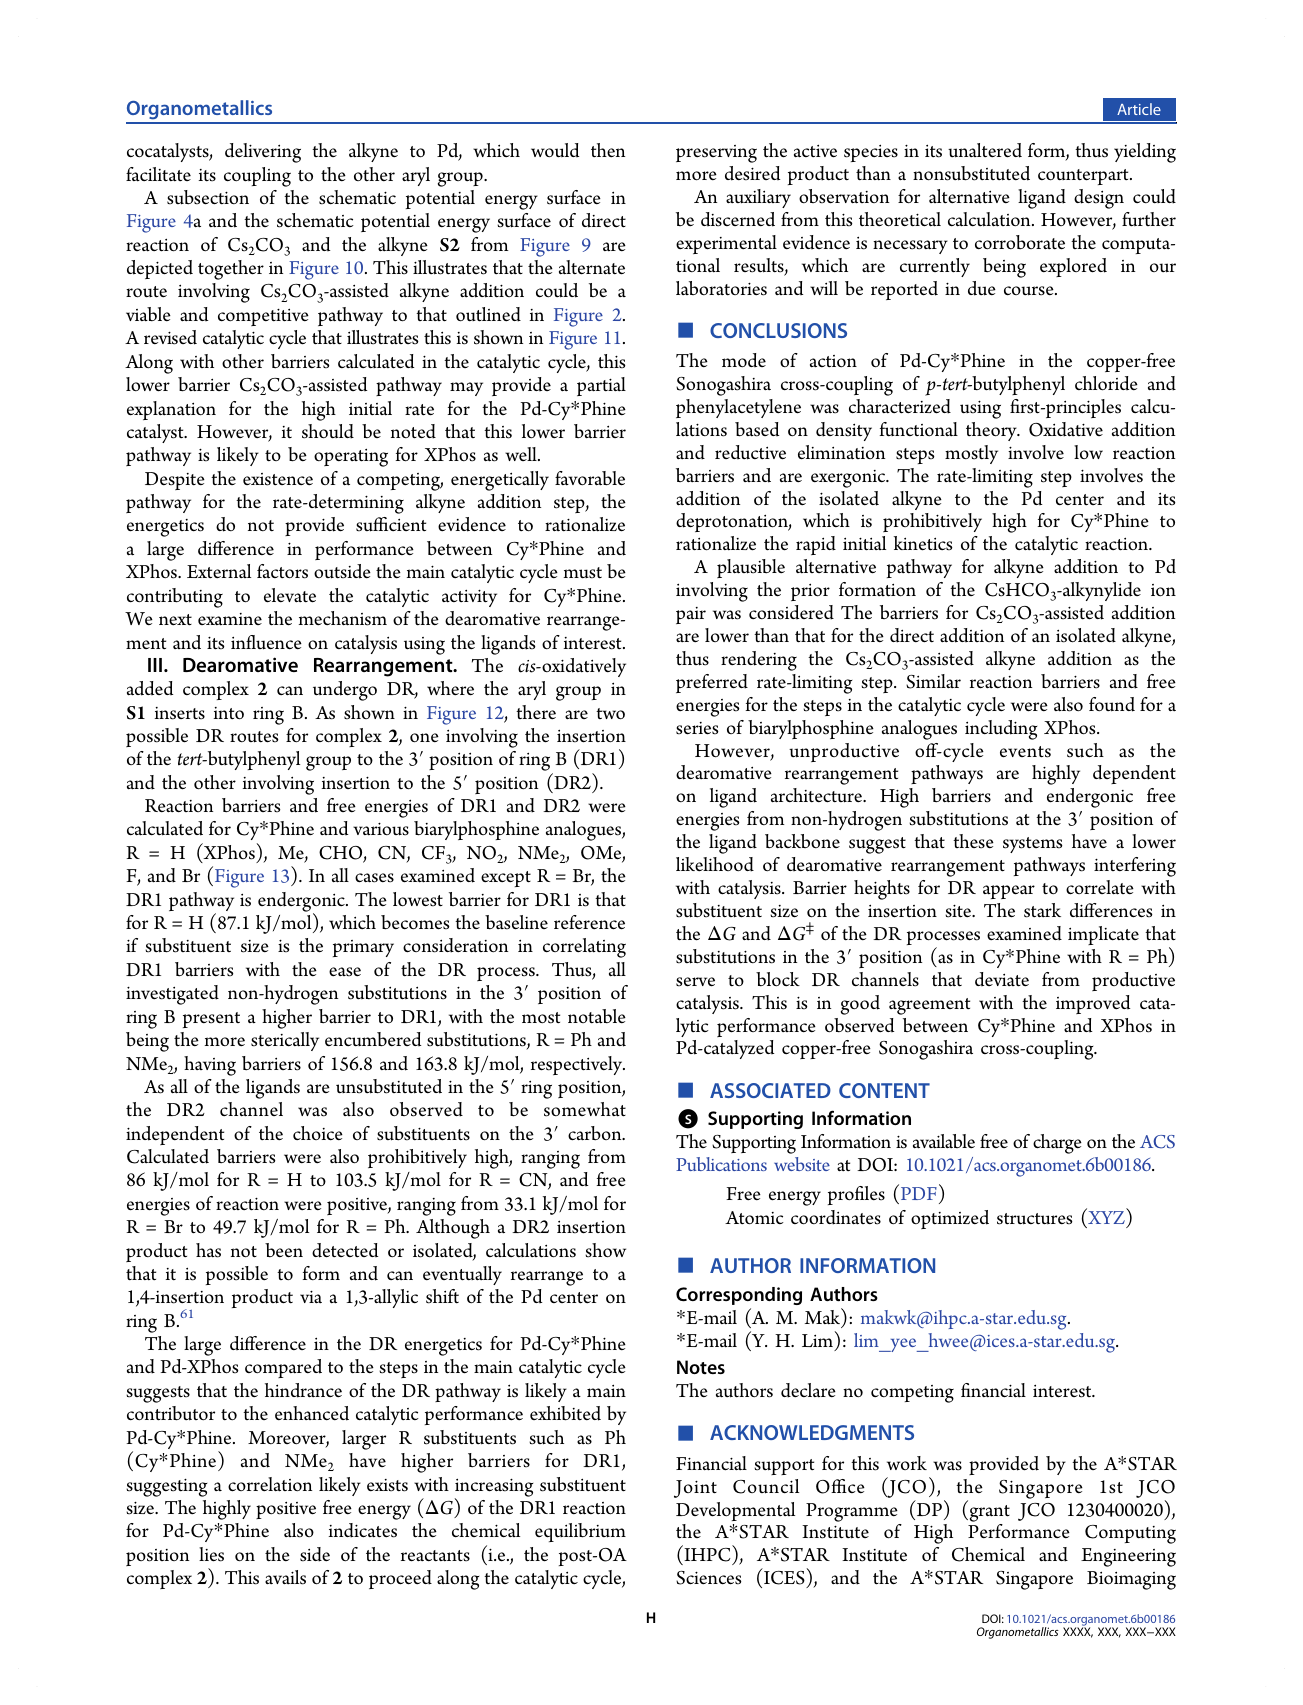 Organometallics
Article
cocatalysts, delivering the alkyne to Pd, which would then
facilitate its coupling to the other aryl group.
A subsection of the schematic potential energy surface in
Figure 4a and the schematic potential energy surface of direct
reaction of Cs₂CO₃ and the alkyne S2 from Figure 9 are
depicted together in Figure 10. This illustrates that the alternate
route involving Cs₂CO₃-assisted alkyne addition could be a
viable and competitive pathway to that outlined in Figure 2.
A revised catalytic cycle that illustrates this is shown in Figure 11.
Along with other barriers calculated in the catalytic cycle, this
lower barrier Cs₂CO₃-assisted pathway may provide a partial
explanation for the high initial rate for the Pd-Cy*Phine
catalyst. However, it should be noted that this lower barrier
pathway is likely to be operating for XPhos as well.
Despite the existence of a competing, energetically favorable
pathway for the rate-determining alkyne addition step, the
energetics do not provide sufficient evidence to rationalize
a large difference in performance between Cy*Phine and
XPhos. External factors outside the main catalytic cycle must be
contributing to elevate the catalytic activity for Cy*Phine.
We next examine the mechanism of the dearomative rearrange-
ment and its influence on catalysis using the ligands of interest.
III. Dearomative Rearrangement. The cis-oxidatively
added complex 2 can undergo DR, where the aryl group in
S1 inserts into ring B. As shown in Figure 12, there are two
possible DR routes for complex 2, one involving the insertion
of the tert-butylphenyl group to the 3′ position of ring B (DR1)
and the other involving insertion to the 5′ position (DR2).
Reaction barriers and free energies of DR1 and DR2 were
calculated for Cy*Phine and various biarylphosphine analogues,
R = H (XPhos), Me, CHO, CN, CF₃, NO₂, NMe₂, OMe,
F, and Br (Figure 13). In all cases examined except R = Br, the
DR1 pathway is endergonic. The lowest barrier for DR1 is that
for R = H (87.1 kJ/mol), which becomes the baseline reference
if substituent size is the primary consideration in correlating
DR1 barriers with the ease of the DR process. Thus, all
investigated non-hydrogen substitutions in the 3′ position of
ring B present a higher barrier to DR1, with the most notable
being the more sterically encumbered substitutions, R = Ph and
NMe₂, having barriers of 156.8 and 163.8 kJ/mol, respectively.
As all of the ligands are unsubstituted in the 5′ ring position,
the DR2 channel was also observed to be somewhat
independent of the choice of substituents on the 3′ carbon.
Calculated barriers were also prohibitively high, ranging from
86 kJ/mol for R = H to 103.5 kJ/mol for R = CN, and free
energies of reaction were positive, ranging from 33.1 kJ/mol for
R = Br to 49.7 kJ/mol for R = Ph. Although a DR2 insertion
product has not been detected or isolated, calculations show
that it is possible to form and can eventually rearrange to a
1,4-insertion product via a 1,3-allylic shift of the Pd center on
ring B.⁶¹
The large difference in the DR energetics for Pd-Cy*Phine
and Pd-XPhos compared to the steps in the main catalytic cycle
suggests that the hindrance of the DR pathway is likely a main
contributor to the enhanced catalytic performance exhibited by
Pd-Cy*Phine. Moreover, larger R substituents such as Ph
(Cy*Phine) and NMe₂ have higher barriers for DR1,
suggesting a correlation likely exists with increasing substituent
size. The highly positive free energy (ΔG) of the DR1 reaction
for Pd-Cy*Phine also indicates the chemical equilibrium
position lies on the side of the reactants (i.e., the post-OA
complex 2). This avails of 2 to proceed along the catalytic cycle,
preserving the active species in its unaltered form, thus yielding
more desired product than a nonsubstituted counterpart.
An auxiliary observation for alternative ligand design could
be discerned from this theoretical calculation. However, further
experimental evidence is necessary to corroborate the computa-
tional results, which are currently being explored in our
laboratories and will be reported in due course.
■ CONCLUSIONS
The mode of action of Pd-Cy*Phine in the copper-free
Sonogashira cross-coupling of p-tert-butylphenyl chloride and
phenylacetylene was characterized using first-principles calcu-
lations based on density functional theory. Oxidative addition
and reductive elimination steps mostly involve low reaction
barriers and are exergonic. The rate-limiting step involves the
addition of the isolated alkyne to the Pd center and its
deprotonation, which is prohibitively high for Cy*Phine to
rationalize the rapid initial kinetics of the catalytic reaction.
A plausible alternative pathway for alkyne addition to Pd
involving the prior formation of the CsHCO₃-alkynylide ion
pair was considered The barriers for Cs₂CO₃-assisted addition
are lower than that for the direct addition of an isolated alkyne,
thus rendering the Cs₂CO₃-assisted alkyne addition as the
preferred rate-limiting step. Similar reaction barriers and free
energies for the steps in the catalytic cycle were also found for a
series of biarylphosphine analogues including XPhos.
However, unproductive off-cycle events such as the
dearomative rearrangement pathways are highly dependent
on ligand architecture. High barriers and endergonic free
energies from non-hydrogen substitutions at the 3′ position of
the ligand backbone suggest that these systems have a lower
likelihood of dearomative rearrangement pathways interfering
with catalysis. Barrier heights for DR appear to correlate with
substituent size on the insertion site. The stark differences in
the ΔG and ΔG‡ of the DR processes examined implicate that
substitutions in the 3′ position (as in Cy*Phine with R = Ph)
serve to block DR channels that deviate from productive
catalysis. This is in good agreement with the improved cata-
lytic performance observed between Cy*Phine and XPhos in
Pd-catalyzed copper-free Sonogashira cross-coupling.
■ ASSOCIATED CONTENT
S Supporting Information
The Supporting Information is available free of charge on the ACS
Publications website at DOI: 10.1021/acs.organomet.6b00186.
Free energy profiles (PDF)
Atomic coordinates of optimized structures (XYZ)
■ AUTHOR INFORMATION
Corresponding Authors
*E-mail (A. M. Mak): makwk@ihpc.a-star.edu.sg.
*E-mail (Y. H. Lim): lim_yee_hwee@ices.a-star.edu.sg.
Notes
The authors declare no competing financial interest.
■ ACKNOWLEDGMENTS
Financial support for this work was provided by the A*STAR
Joint Council Office (JCO), the Singapore 1st JCO
Developmental Programme (DP) (grant JCO 1230400020),
the A*STAR Institute of High Performance Computing
(IHPC), A*STAR Institute of Chemical and Engineering
Sciences (ICES), and the A*STAR Singapore Bioimaging
H
DOI: 10.1021/acs.organomet.6b00186
Organometallics XXXX, XXX, XXX−XXX